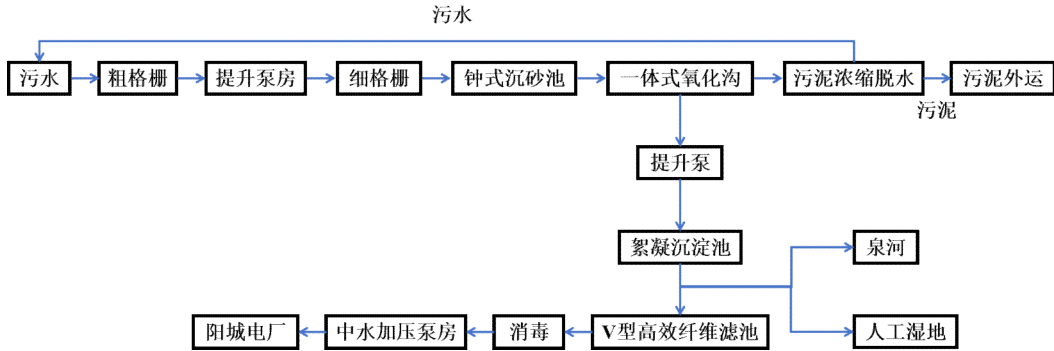 污水
污水
粗格栅
提升泵房
细格栅
钟式沉砂池
一体式氧化沟
污泥浓缩脱水
污泥外运
污泥
提升泵
絮凝沉淀池
泉河
阳城电厂
中水加压泵房
消毒
V型高效纤维滤池
人工湿地